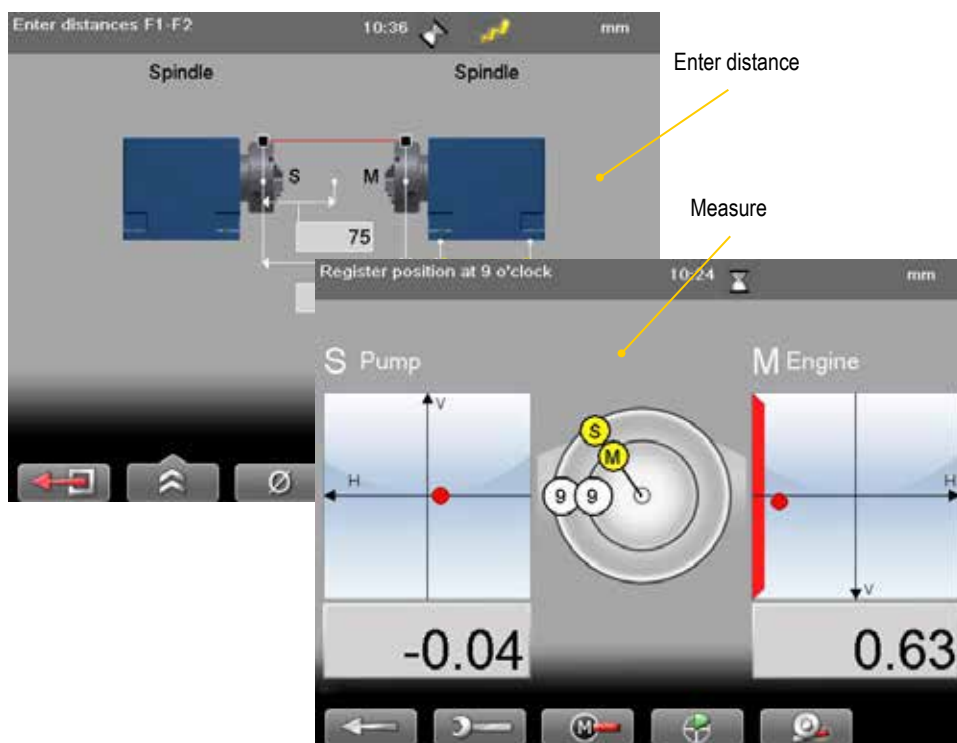 Enter distances F1-F2 10:36 mm
Spindle Spindle
Enter distance
S M
75
Measure
Register position at 9 o'clock 10:24 mm
S Pump M Engine
V
S
M
H
9 9
H
V
-0.04 0.63
Ø
M